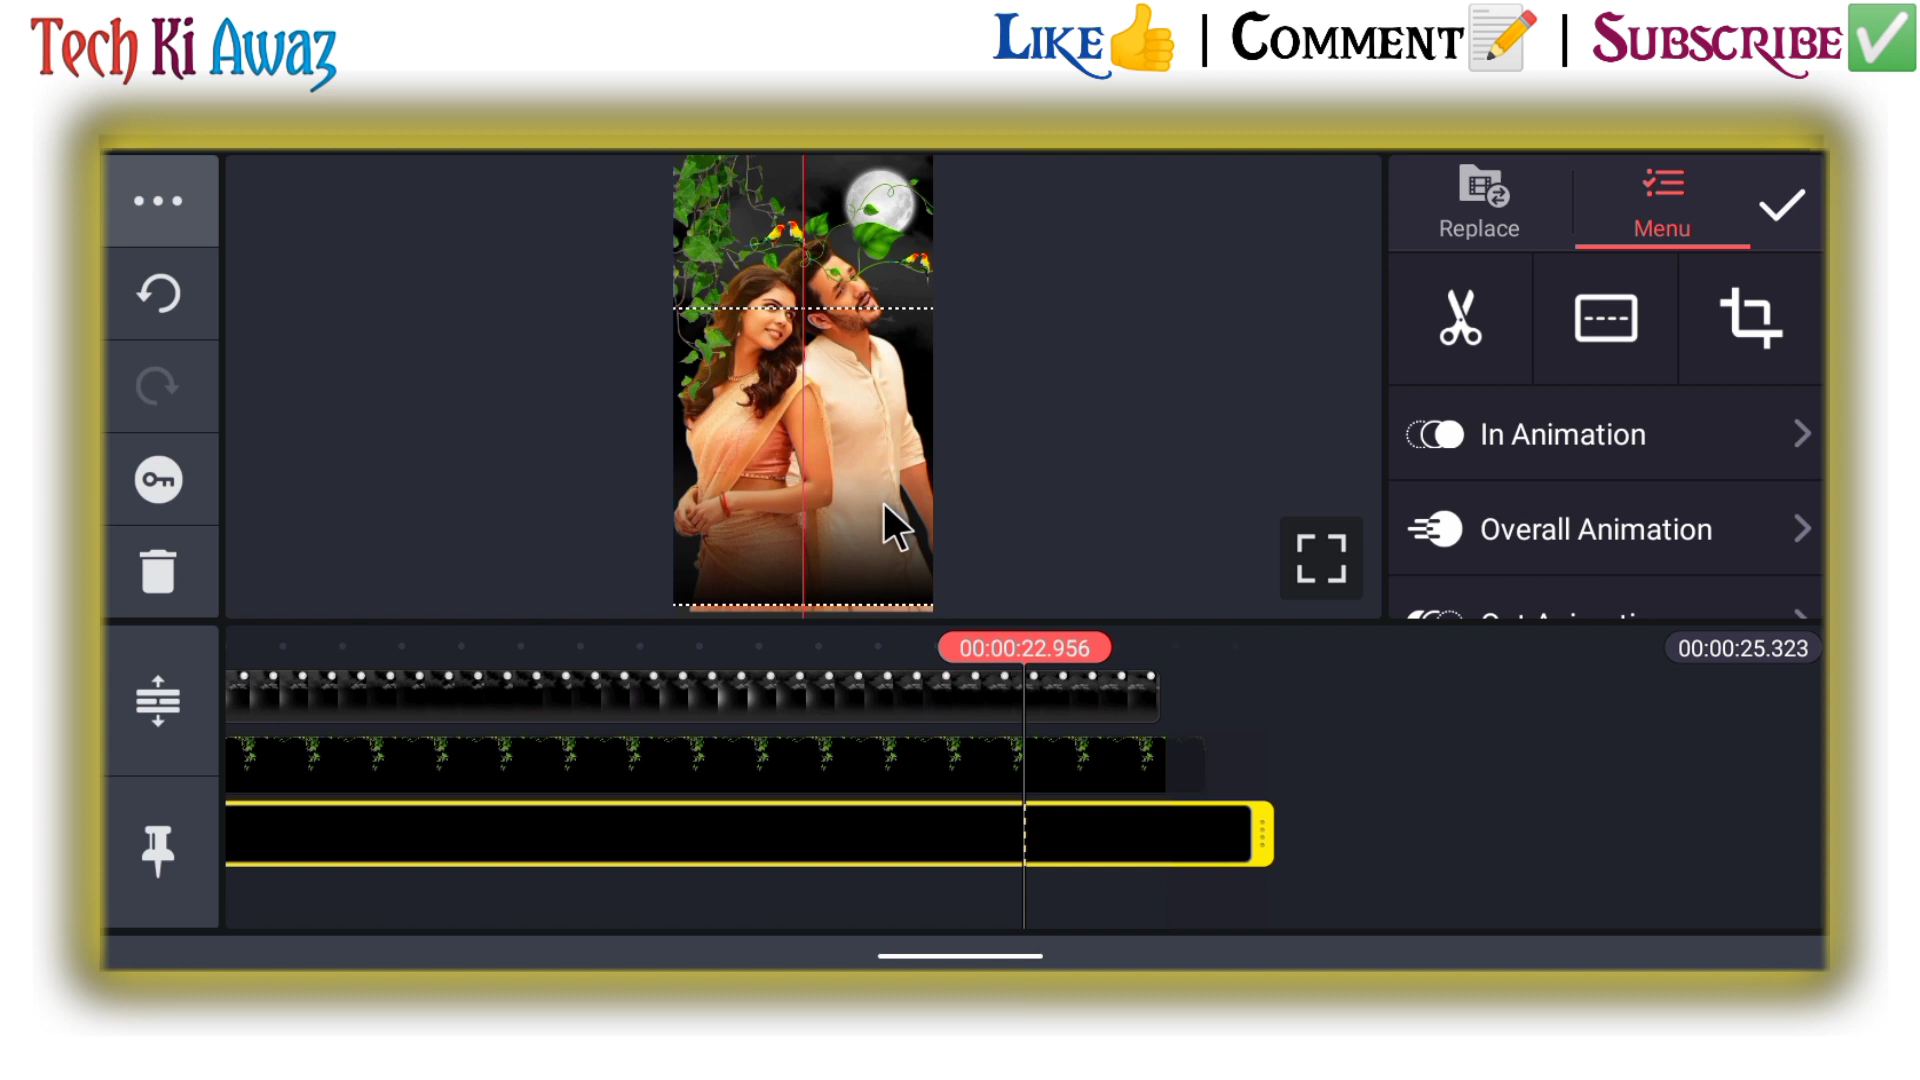 Tech Ki Awaz
LIKE | COMMENT | SUBSCRIBE
Replace
Menu
In Animation
Overall Animation
00:00:22.956
00:00:25.323